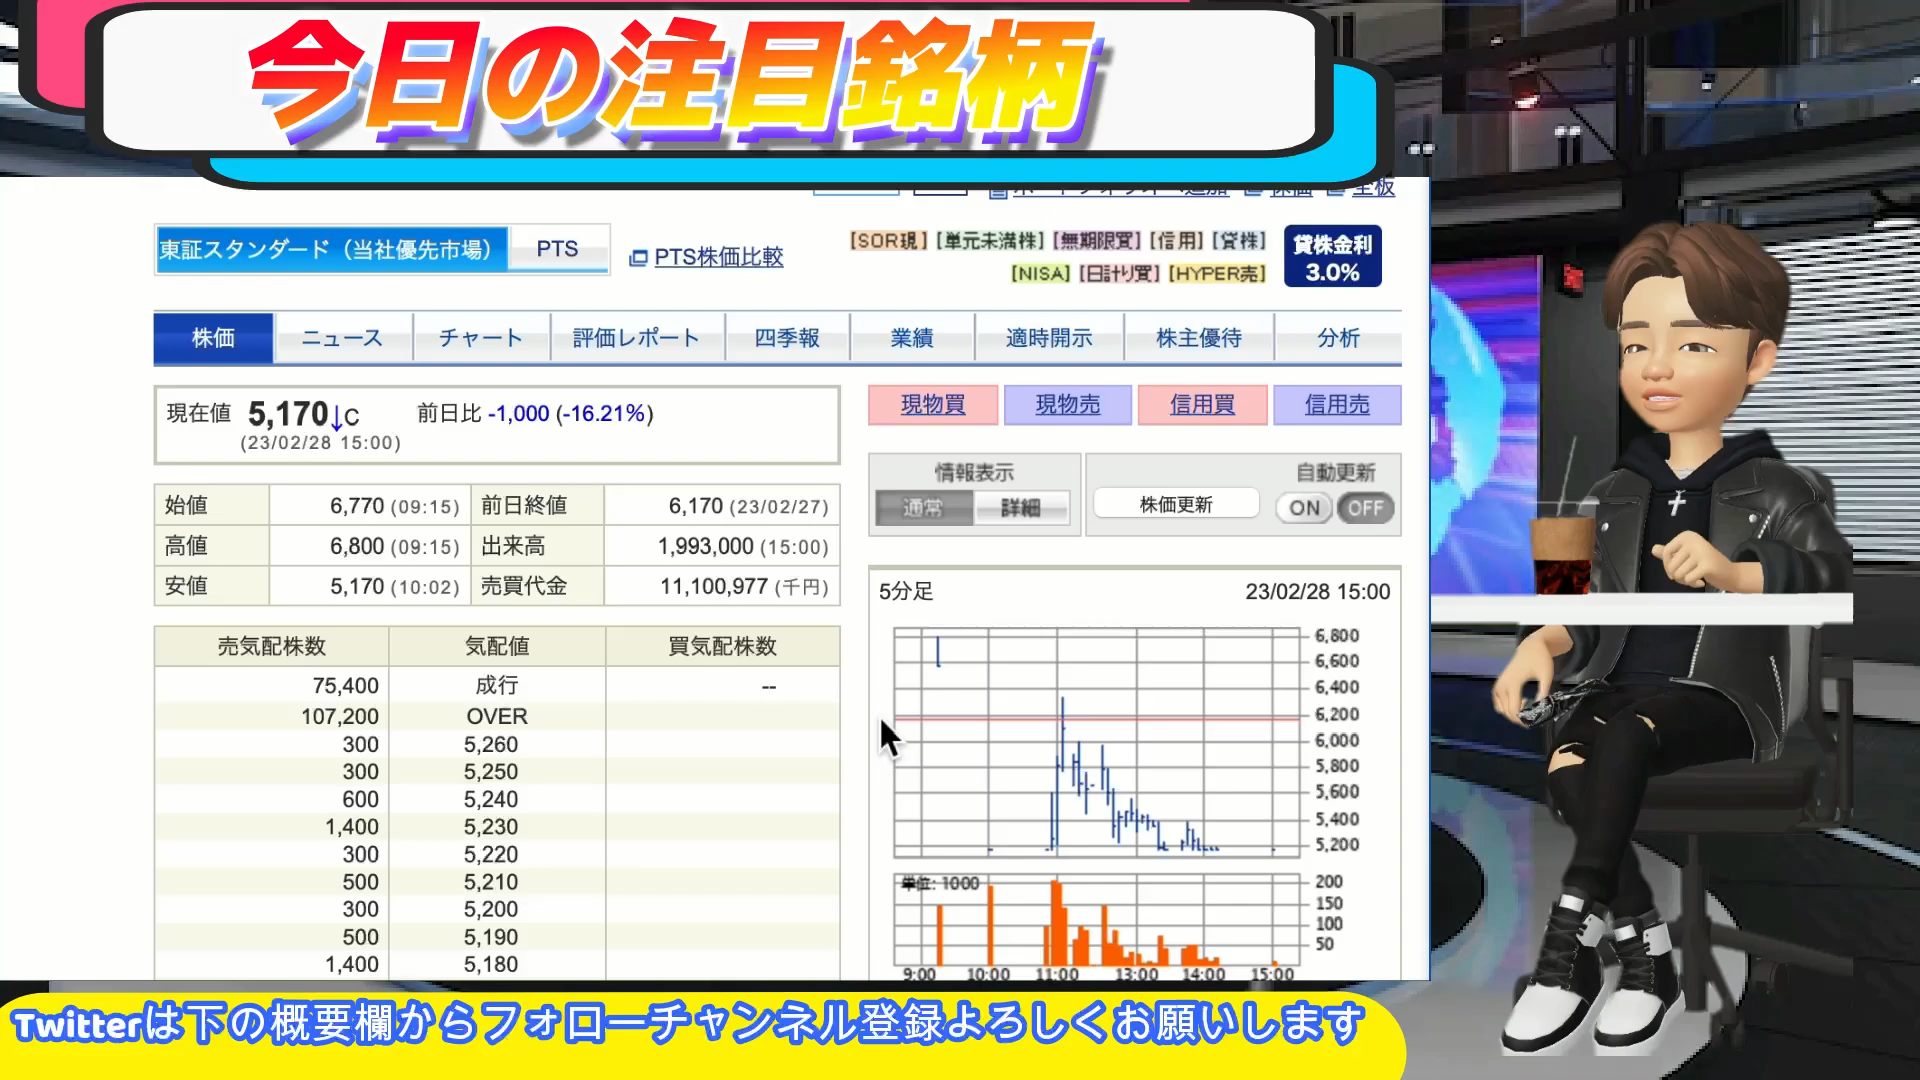 今日の注目銘柄
ポートフォリオへ追加 株価 全板
東証スタンダード（当社優先市場） PTS PTS株価比較
[SOR現] [単元未満株] [無期限買] [信用] [貸株]
[NISA] [日計り買] [HYPER売]
貸株金利
3.0%
株価 ニュース チャート 評価レポート 四季報 業績 適時開示 株主優待 分析
現在値 5,170↓C 前日比 -1,000 (-16.21%)
(23/02/28 15:00)
現物買 現物売 信用買 信用売
情報表示
通常 詳細
自動更新
株価更新 ON OFF
始値 6,770 (09:15) 前日終値 6,170 (23/02/27)
高値 6,800 (09:15) 出来高 1,993,000 (15:00)
安値 5,170 (10:02) 売買代金 11,100,977 (千円)
売気配株数 気配値 買気配株数
75,400 成行 --
107,200 OVER
300 5,260
300 5,250
600 5,240
1,400 5,230
300 5,220
500 5,210
300 5,200
500 5,190
1,400 5,180
5分足 23/02/28 15:00
6,800
6,600
6,400
6,200
6,000
5,800
5,600
5,400
5,200
単位: 1000
200
150
100
50
9:00 10:00 11:00 13:00 14:00 15:00
Twitterは下の概要欄からフォローチャンネル登録よろしくお願いします